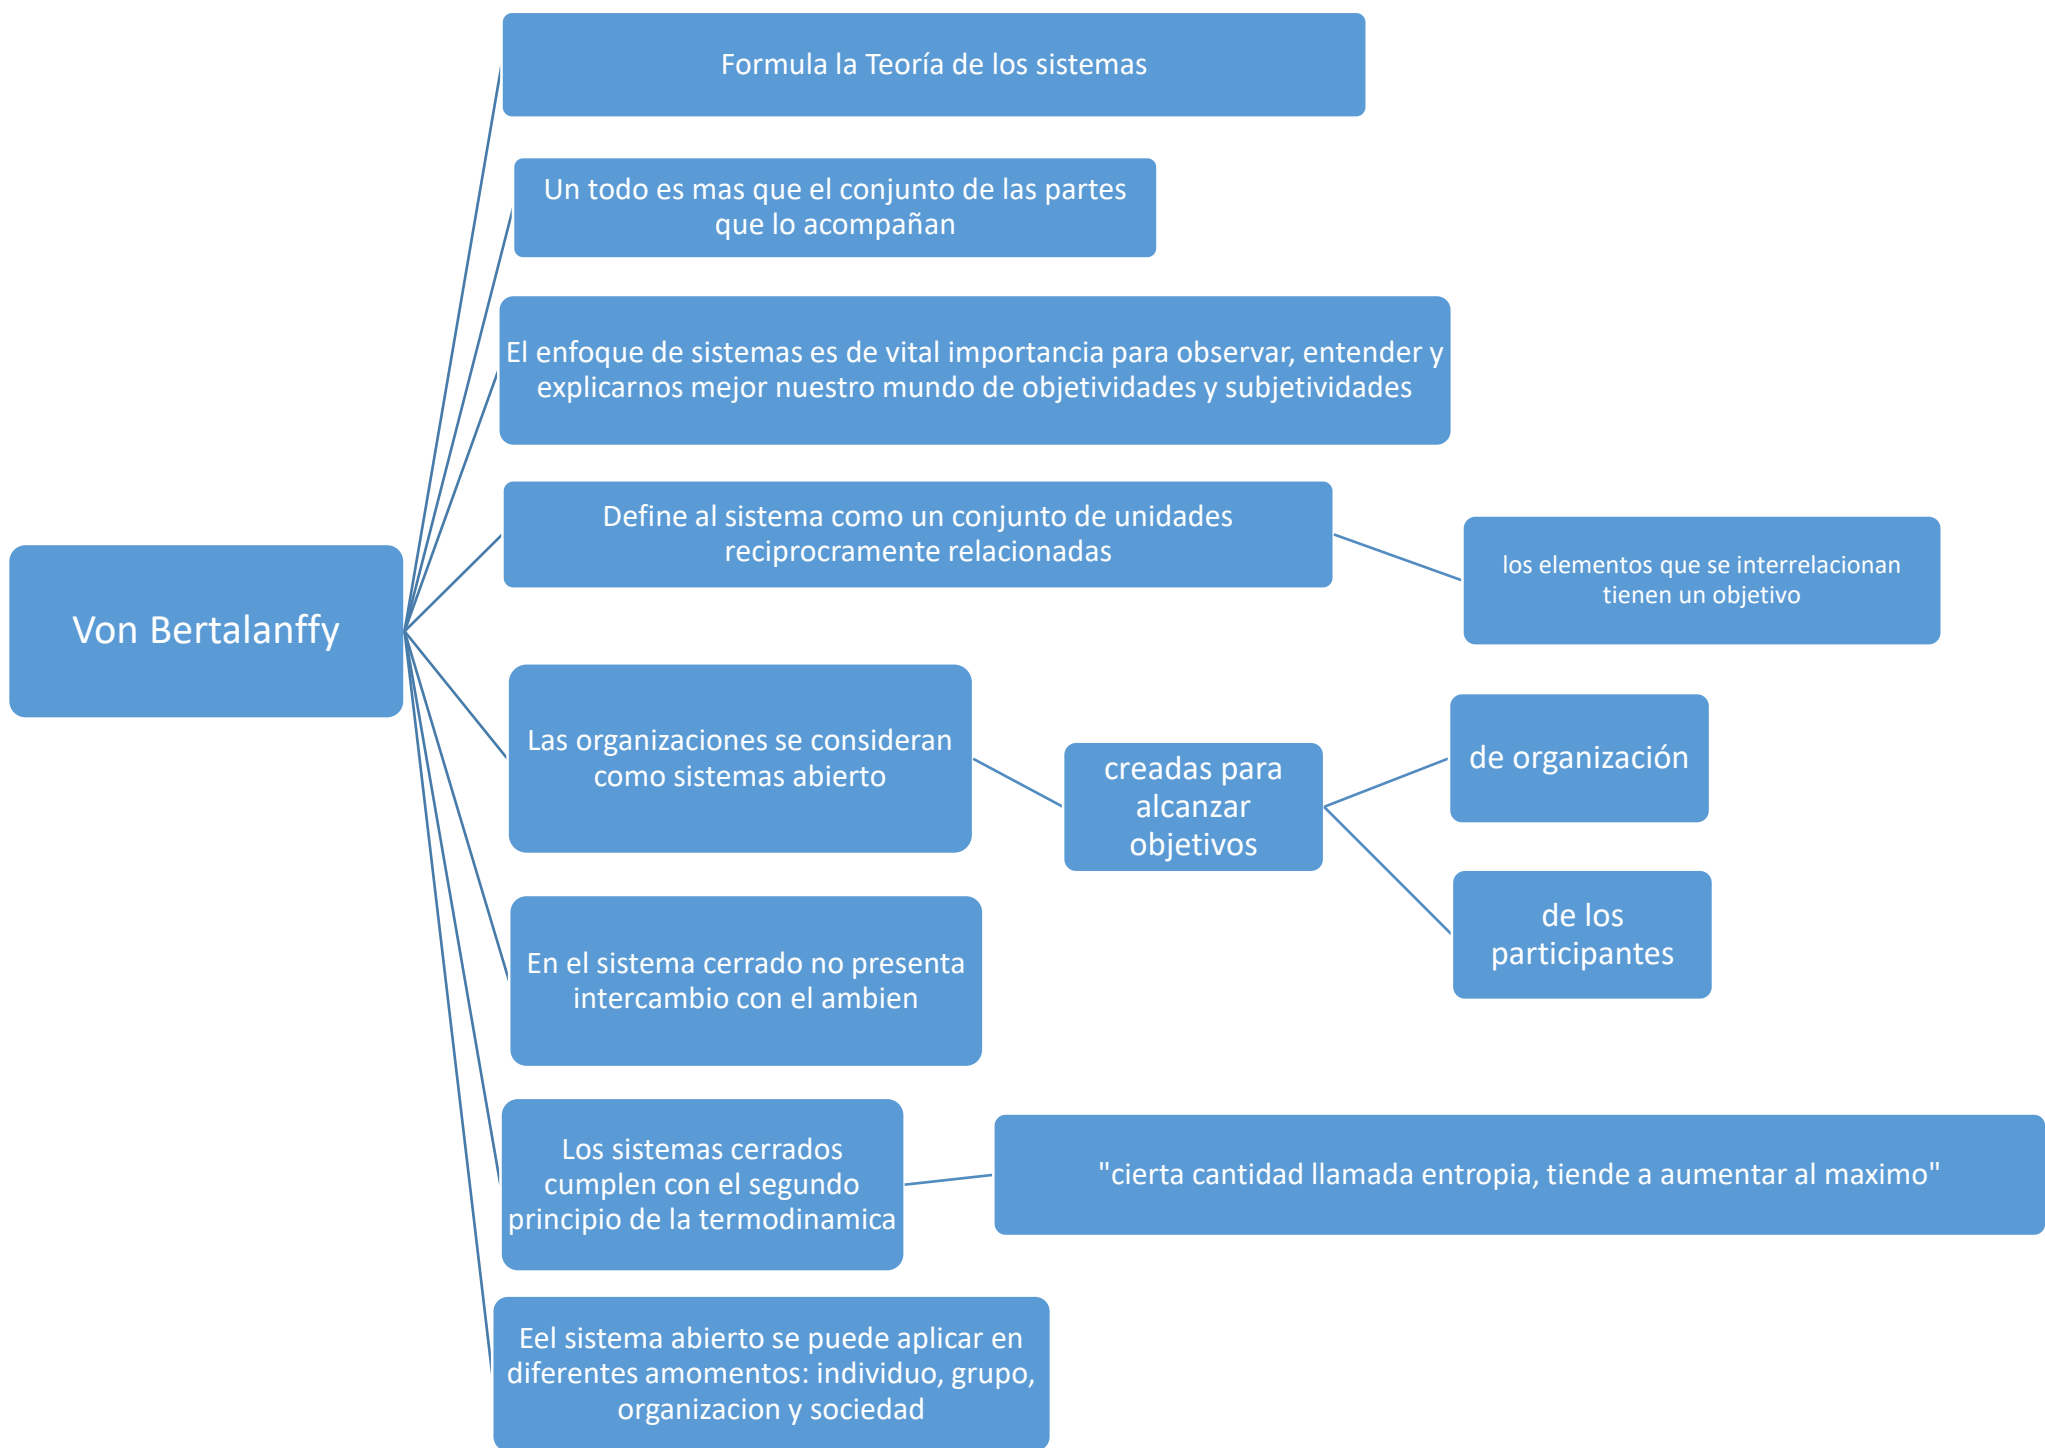 Formula la Teoría de los sistemas
Un todo es mas que el conjunto de las partes
que lo acompañan
El enfoque de sistemas es de vital importancia para observar, entender y
explicarnos mejor nuestro mundo de objetividades y subjetividades
Define al sistema como un conjunto de unidades
reciprocramente relacionadas
los elementos que se interrelacionan
tienen un objetivo
Von Bertalanffy
Las organizaciones se consideran
como sistemas abierto
creadas para
alcanzar
objetivos
de organización
de los
participantes
En el sistema cerrado no presenta
intercambio con el ambien
Los sistemas cerrados
cumplen con el segundo
principio de la termodinamica
"cierta cantidad llamada entropia, tiende a aumentar al maximo"
Eel sistema abierto se puede aplicar en
diferentes amomentos: individuo, grupo,
organizacion y sociedad